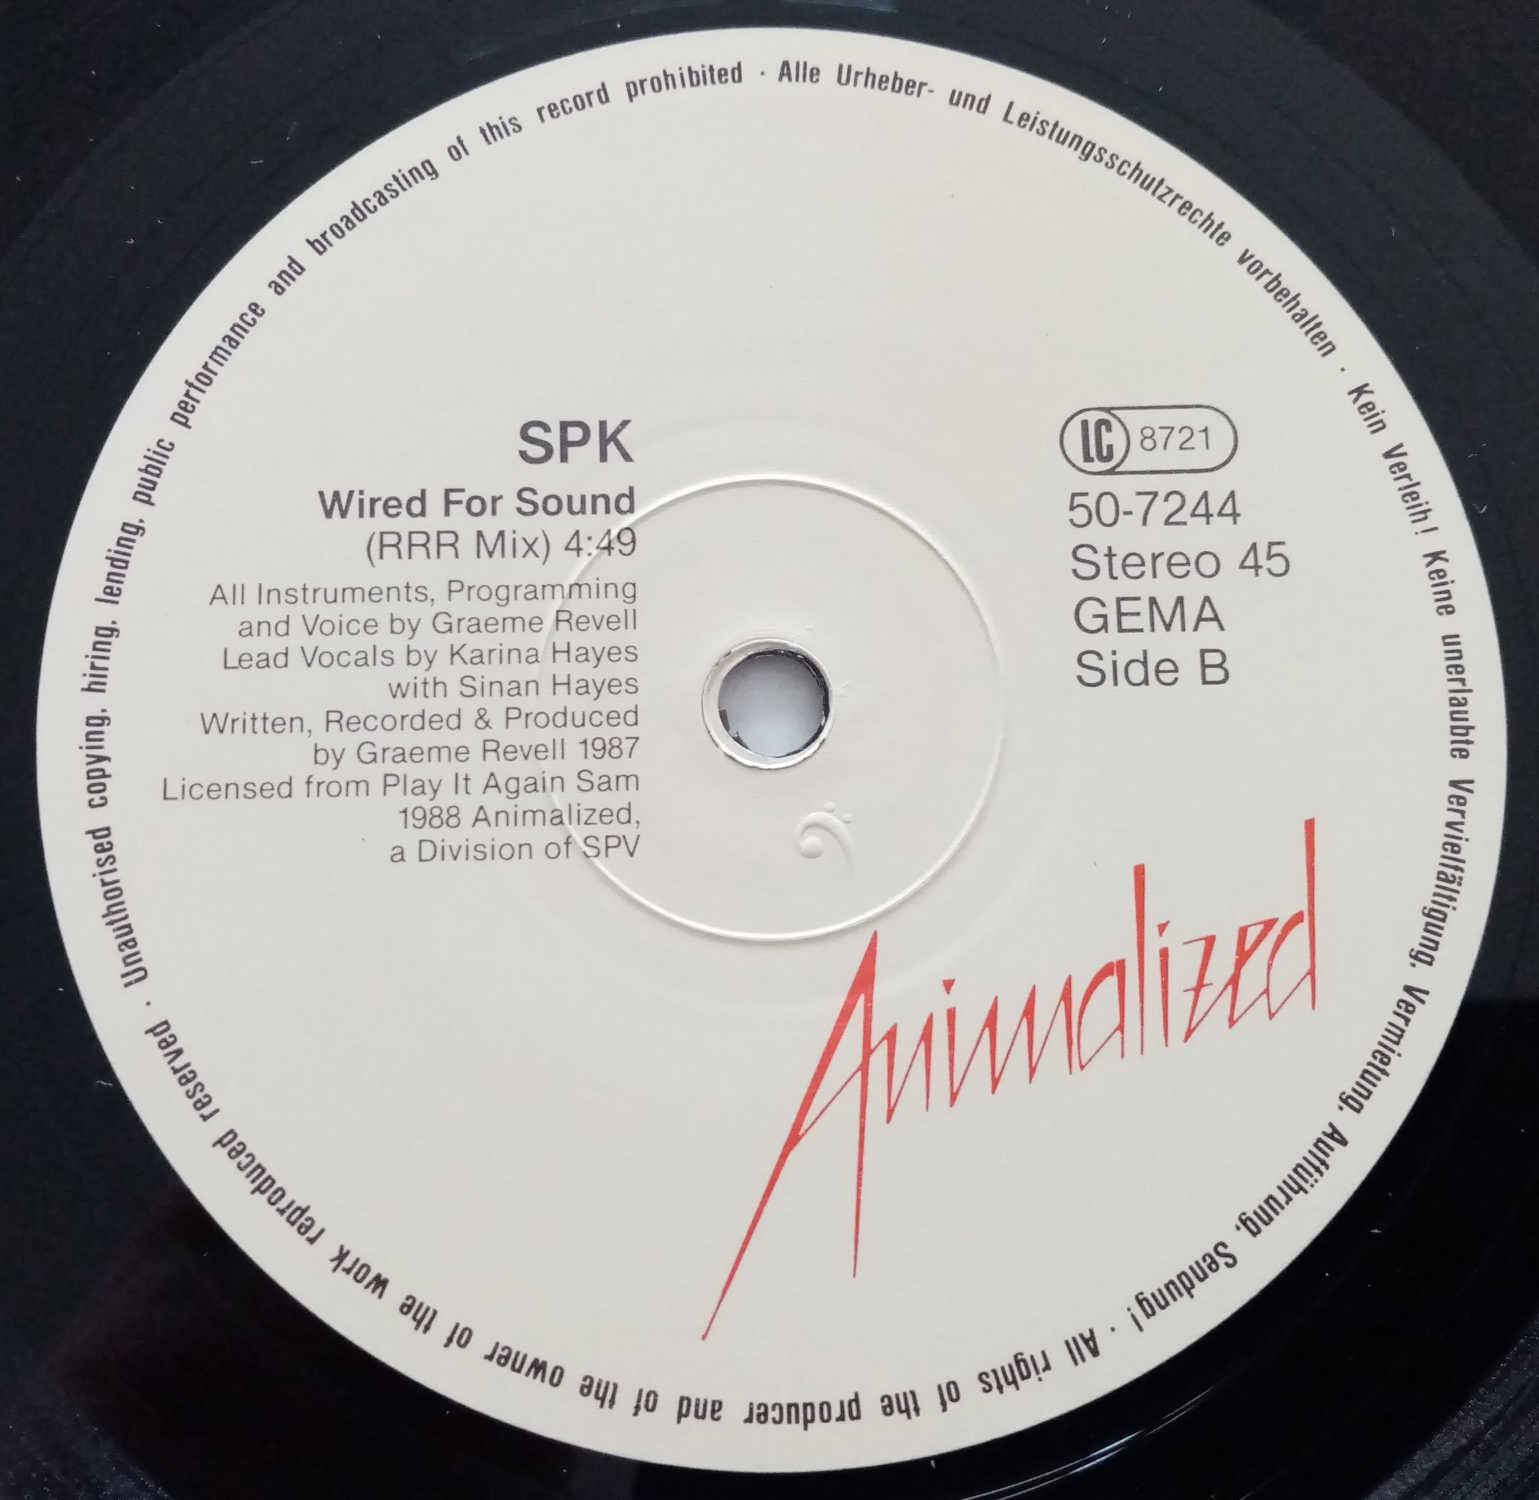 SPK
Wired For Sound
(RRR Mix) 4:49
All Instruments, Programming
and Voice by Graeme Revell
Lead Vocals by Karina Hayes
with Sinan Hayes
Written, Recorded & Produced
by Graeme Revell 1987
Licensed from Play It Again Sam
1988 Animalized,
a Division of SPV
LC 8721
50-7244
Stereo 45
GEMA
Side B
Animalized
Alle Urheber- und Leistungsschutzrechte vorbehalten · Kein Verleih! Keine unerlaubte Vervielfältigung, Vermietung, Aufführung, Sendung! · All rights of the producer and of the owner of the work reproduced reserved · Unauthorised copying, hiring, lending, public performance and broadcasting of this record prohibited ·